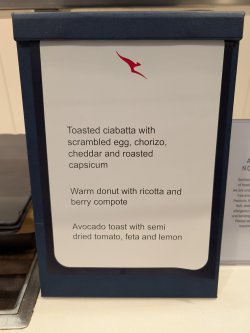 Toasted ciabatta with
scrambled egg, chorizo,
cheddar and roasted
capsicum
Warm donut with ricotta and
berry compote
Avocado toast with semi
dried tomato, feta and lemon